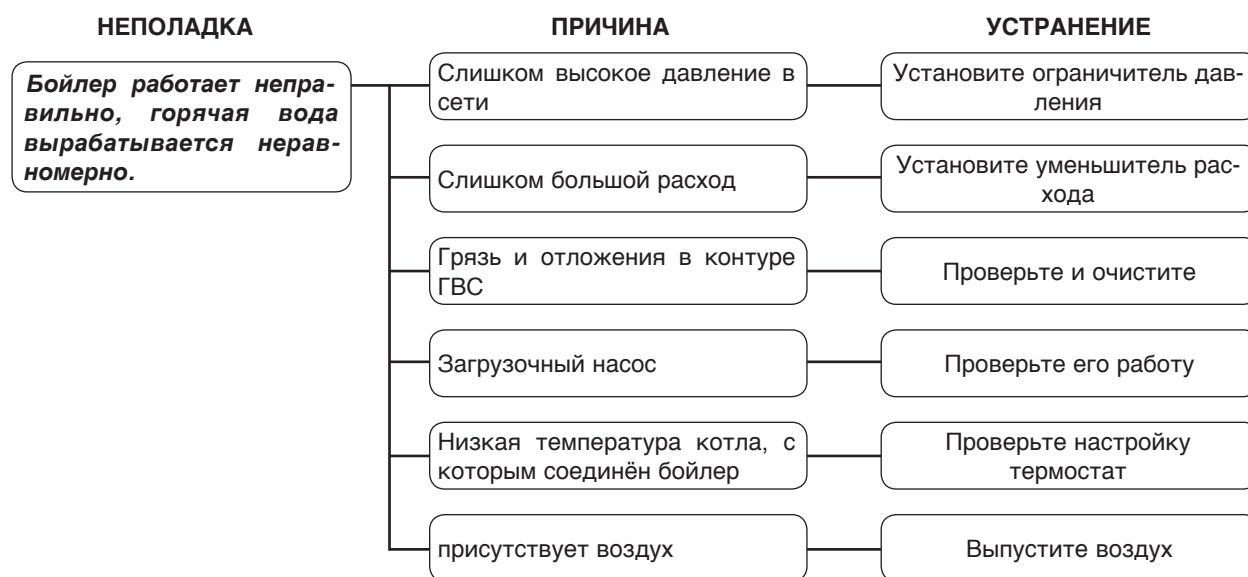 НЕПОЛАДКА
ПРИЧИНА
УСТРАНЕНИЕ
Бойлер работает непра-
вильно, горячая вода
вырабатывается нерав-
номерно.
Слишком высокое давление в
сети
Установите ограничитель дав-
ления
Слишком большой расход
Установите уменьшитель рас-
хода
Грязь и отложения в контуре
ГВС
Проверьте и очистите
Загрузочный насос
Проверьте его работу
Низкая температура котла, с
которым соединён бойлер
Проверьте настройку
термостат
присутствует воздух
Выпустите воздух